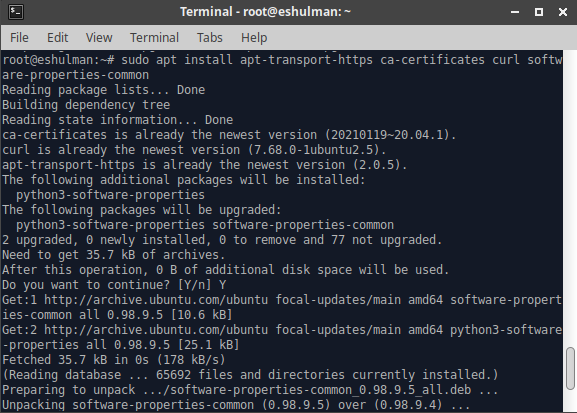 Terminal - root@eshulman: ~
File Edit View Terminal Tabs Help
root@eshulman:~# sudo apt install apt-transport-https ca-certificates curl softw
are-properties-common
Reading package lists... Done
Building dependency tree
Reading state information... Done
ca-certificates is already the newest version (20210119~20.04.1).
curl is already the newest version (7.68.0-1ubuntu2.5).
apt-transport-https is already the newest version (2.0.5).
The following additional packages will be installed:
  python3-software-properties
The following packages will be upgraded:
  python3-software-properties software-properties-common
2 upgraded, 0 newly installed, 0 to remove and 77 not upgraded.
Need to get 35.7 kB of archives.
After this operation, 0 B of additional disk space will be used.
Do you want to continue? [Y/n] Y
Get:1 http://archive.ubuntu.com/ubuntu focal-updates/main amd64 software-propert
ies-common all 0.98.9.5 [10.6 kB]
Get:2 http://archive.ubuntu.com/ubuntu focal-updates/main amd64 python3-software
-properties all 0.98.9.5 [25.1 kB]
Fetched 35.7 kB in 0s (178 kB/s)
(Reading database ... 65692 files and directories currently installed.)
Preparing to unpack .../software-properties-common_0.98.9.5_all.deb ...
Unpacking software-properties-common (0.98.9.5) over (0.98.9.4) ...